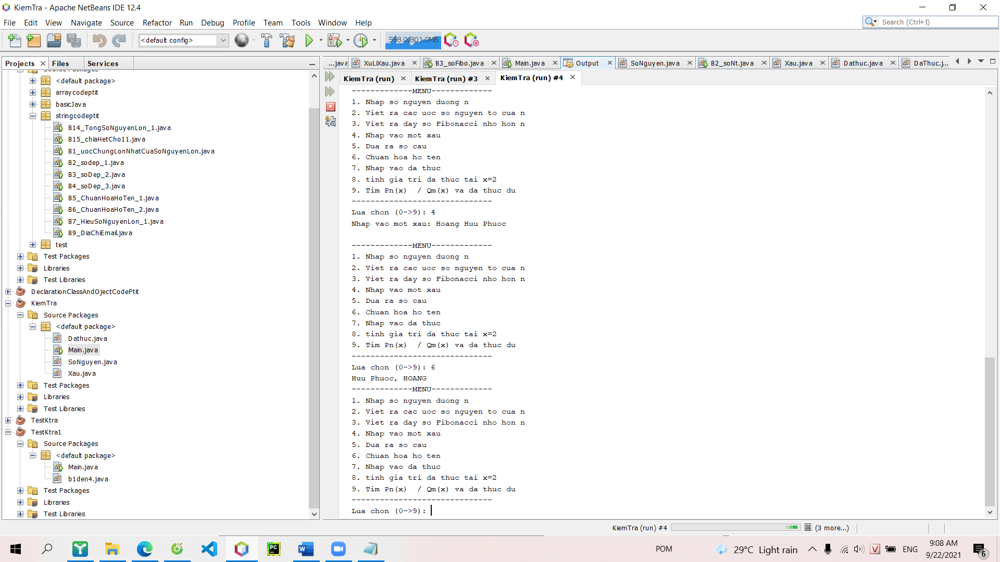 KiemTra - Apache NetBeans IDE 12.4
File Edit View Navigate Source Refactor Run Debug Profile Team Tools Window Help
Search (Ctrl+I)
<default config>
598.0/801.0MB
Projects Files Services
...java XuLiXau.java B3_soFibo.java Main.java Output SoNguyen.java B2_soNt.java Xau.java Dathuc.java DaThuc.j...
KiemTra (run) KiemTra (run) #3 KiemTra (run) #4
Source Packages
<default package>
arraycodeptit
basicJava
stringcodeptit
B14_TongSoNguyenLon_1.java
B15_chiaHetCho11.java
B1_uocChungLonNhatCuaSoNguyenLon.java
B2_sodep_1.java
B3_soDep_2.java
B4_soDep_3.java
B5_ChuanHoaHoTen_1.java
B6_ChuanHoaHoTen_2.java
B7_HieuSoNguyenLon_1.java
B9_DiaChiEmail.java
test
Test Packages
Libraries
Test Libraries
DeclarationClassAndOjectCodePtit
KiemTra
Source Packages
<default package>
Dathuc.java
Main.java
SoNguyen.java
Xau.java
Test Packages
Libraries
Test Libraries
TestKtra
TestKtra1
Source Packages
<default package>
Main.java
b1den4.java
Test Packages
Libraries
Test Libraries
-------------MENU-------------
1. Nhap so nguyen duong n
2. Viet ra cac uoc so nguyen to cua n
3. Viet ra day so Fibonacci nho hon n
4. Nhap vao mot xau
5. Dua ra so cau
6. Chuan hoa ho ten
7. Nhap vao da thuc
8. tinh gia tri da thuc tai x=2
9. Tim Pn(x)  / Qm(x) va da thuc du
------------------------------
Lua chon (0->9): 4
Nhap vao mot xau: Hoang Huu Phuoc
-------------MENU-------------
1. Nhap so nguyen duong n
2. Viet ra cac uoc so nguyen to cua n
3. Viet ra day so Fibonacci nho hon n
4. Nhap vao mot xau
5. Dua ra so cau
6. Chuan hoa ho ten
7. Nhap vao da thuc
8. tinh gia tri da thuc tai x=2
9. Tim Pn(x)  / Qm(x) va da thuc du
------------------------------
Lua chon (0->9): 6
Huu Phuoc, HOANG
-------------MENU-------------
1. Nhap so nguyen duong n
2. Viet ra cac uoc so nguyen to cua n
3. Viet ra day so Fibonacci nho hon n
4. Nhap vao mot xau
5. Dua ra so cau
6. Chuan hoa ho ten
7. Nhap vao da thuc
8. tinh gia tri da thuc tai x=2
9. Tim Pn(x)  / Qm(x) va da thuc du
------------------------------
Lua chon (0->9):
KiemTra (run) #4 (3 more...)
PC
POM
29°C Light rain
ENG
9:08 AM
9/22/2021
6